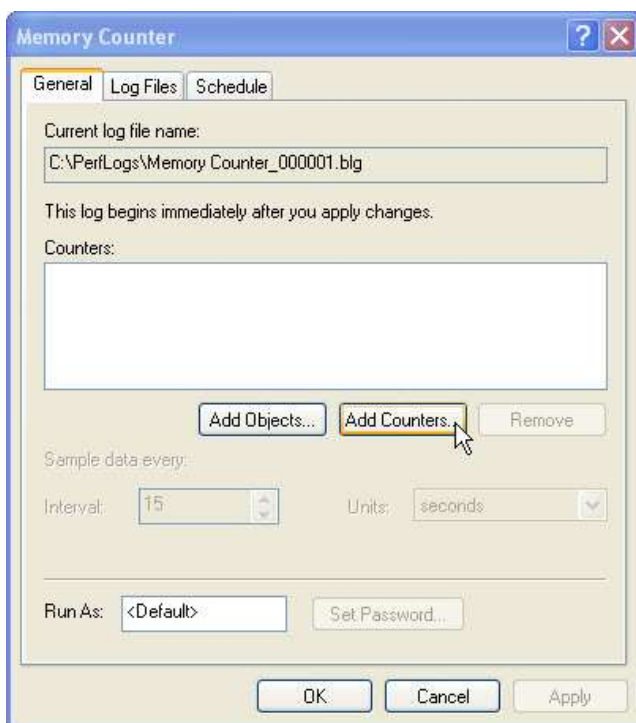 Memory Counter
General Log Files Schedule
Current log file name:
C:\PerfLogs\Memory Counter_000001.blg
This log begins immediately after you apply changes.
Counters:
Add Objects... Add Counters... Remove
Sample data every:
Interval: 15 Units: seconds
Run As: <Default> Set Password...
OK Cancel Apply